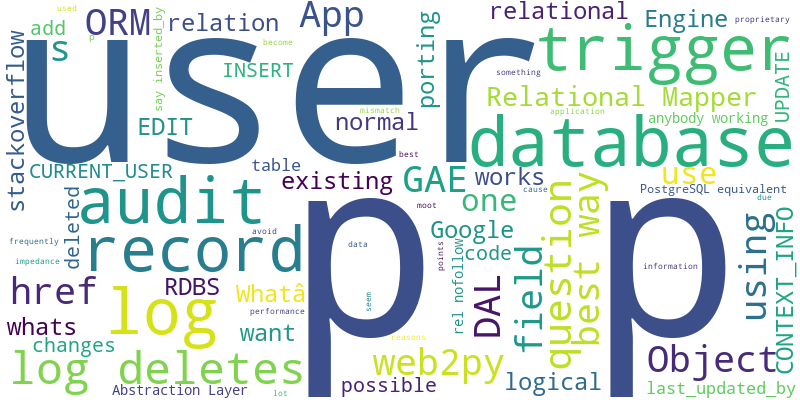 used
add
ORM
relation
App
relational
Engine
proprietary
p
s
say inserted_by
become
INSERT
something
porting
trigger
UPDATE
user
stackoverflow
EDIT
mismatch
normal
Relational Mapper
application
anybody working
best
database
CURRENT_USER
table
existing
GAE
works
cause
use
PostgreSQL equivalent
due
deleted
audit
moot
one
frequently
record
avoid
data
Google
code
rel nofollow
points
field
question
best way
information
using
CONTEXT_INFO
impedance
href
RDBS
Whatâ
performance
seem
DAL
log
whats
want
changes
reasons
log deletes
web2py
Object
p
p
Abstraction Layer
lot
possible
logical
last_updated_by